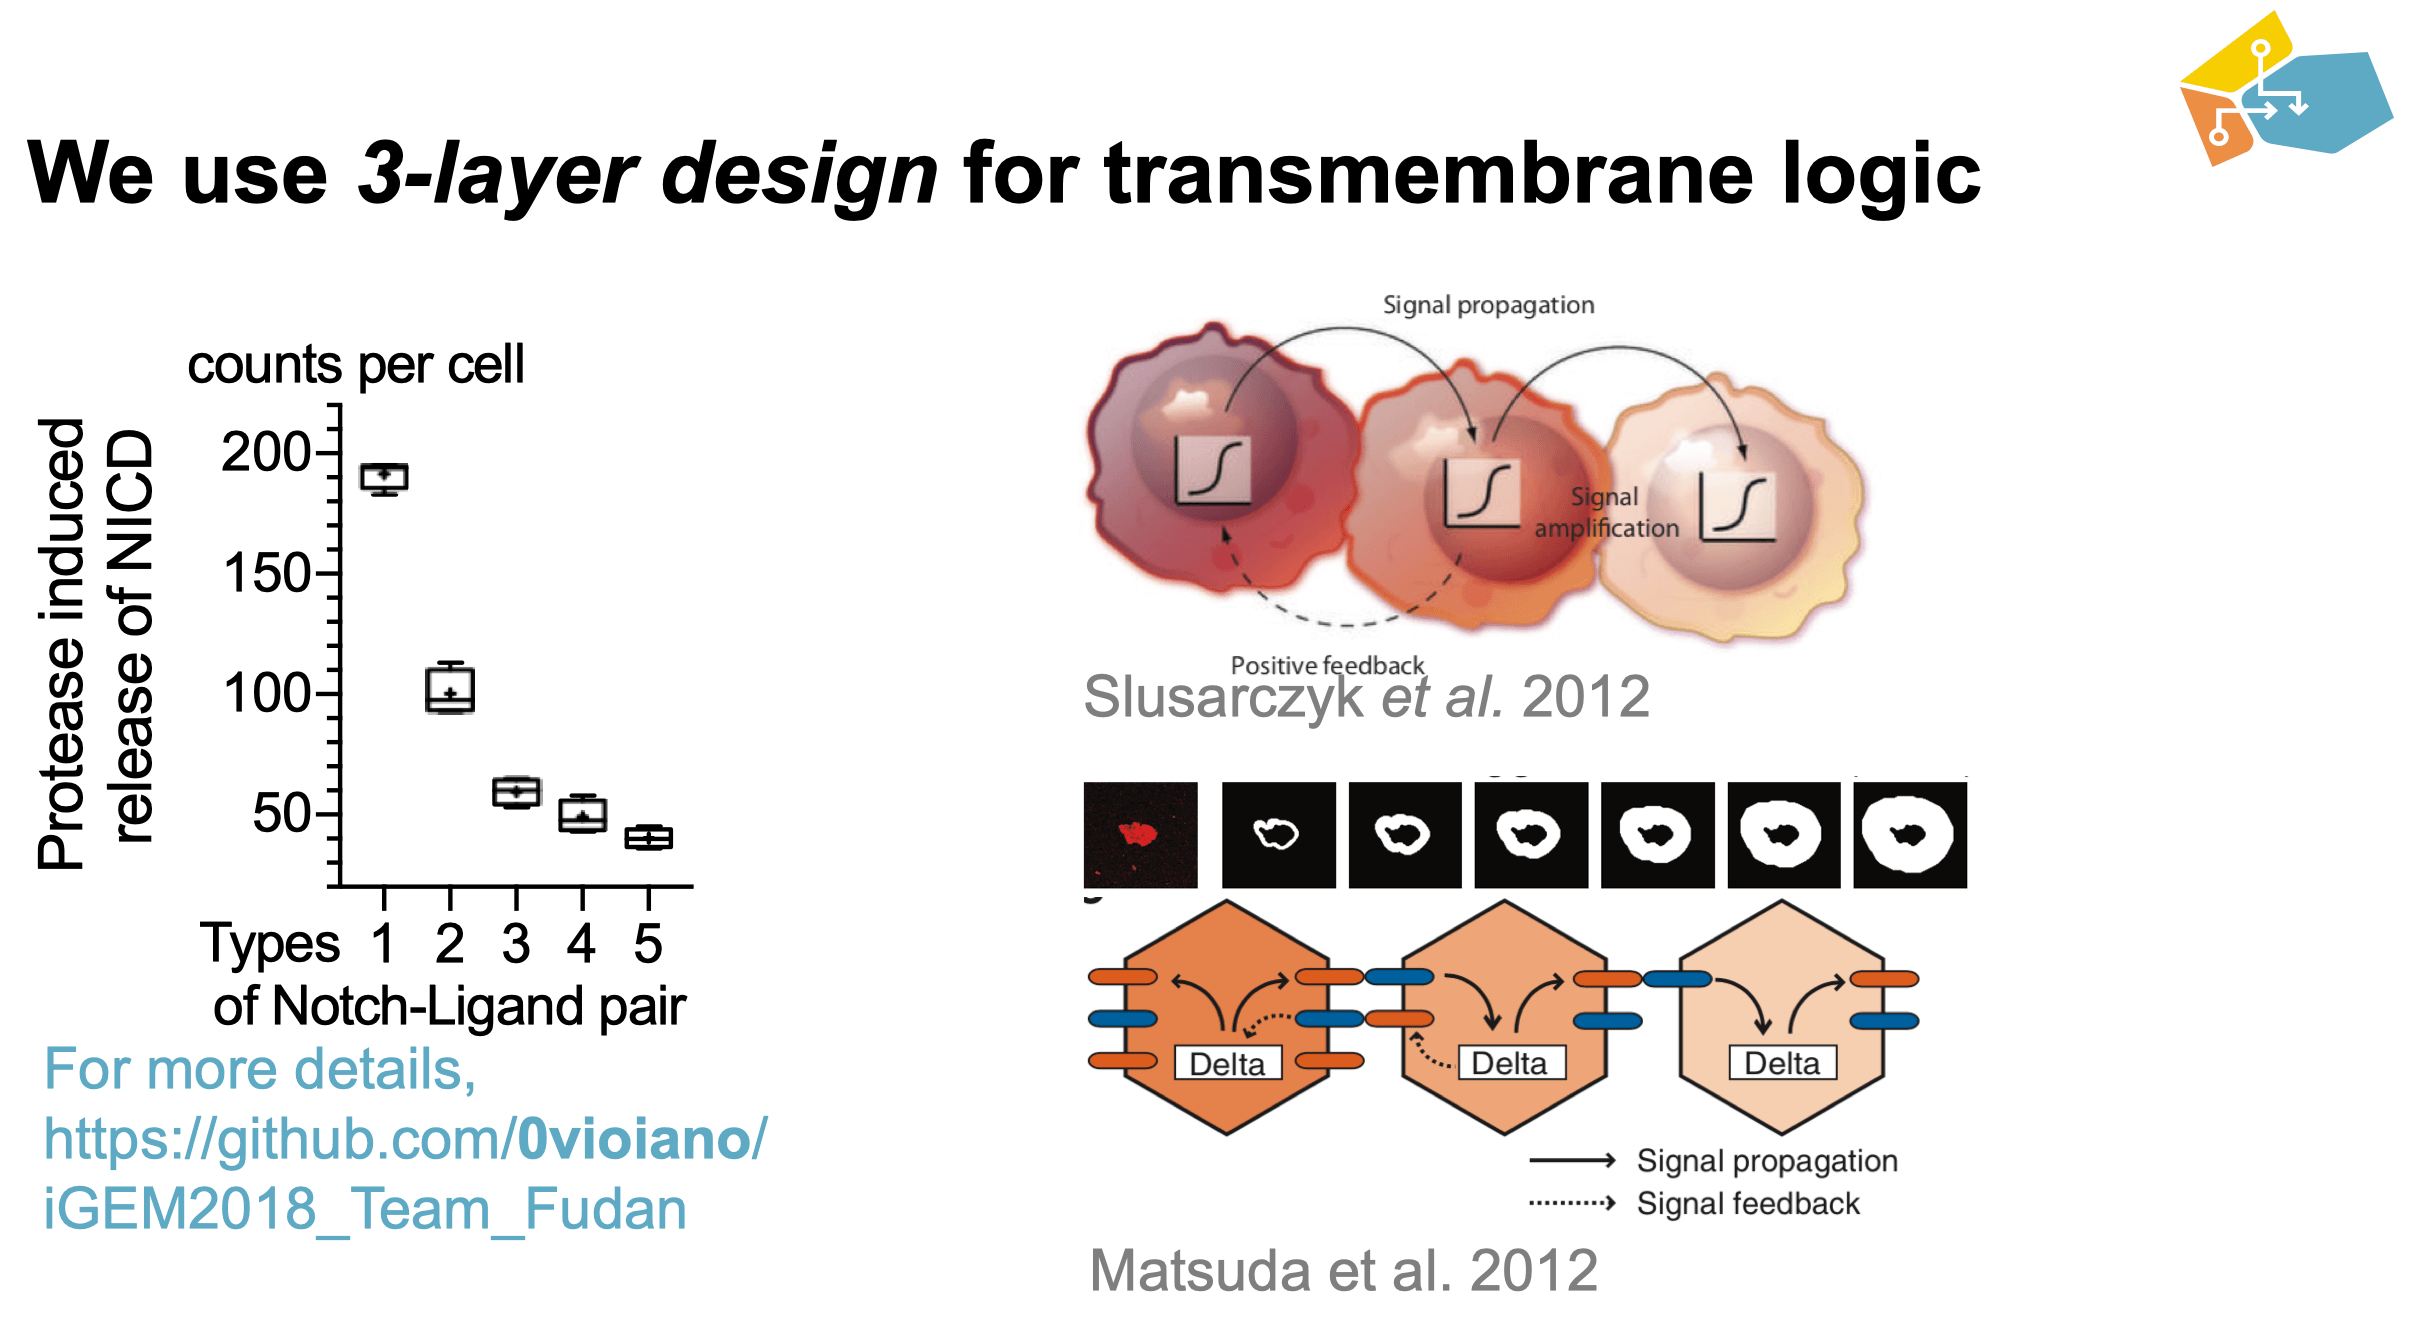 We use 3-layer design for transmembrane logic
counts per cell
Protease induced
release of NICD
200
150
100
50
Types 1 2 3 4 5
of Notch-Ligand pair
For more details,
https://github.com/0vioiano/
iGEM2018_Team_Fudan
Signal propagation
Signal
amplification
Positive feedback
Slusarczyk et al. 2012
Delta Delta Delta
Signal propagation
Signal feedback
Matsuda et al. 2012